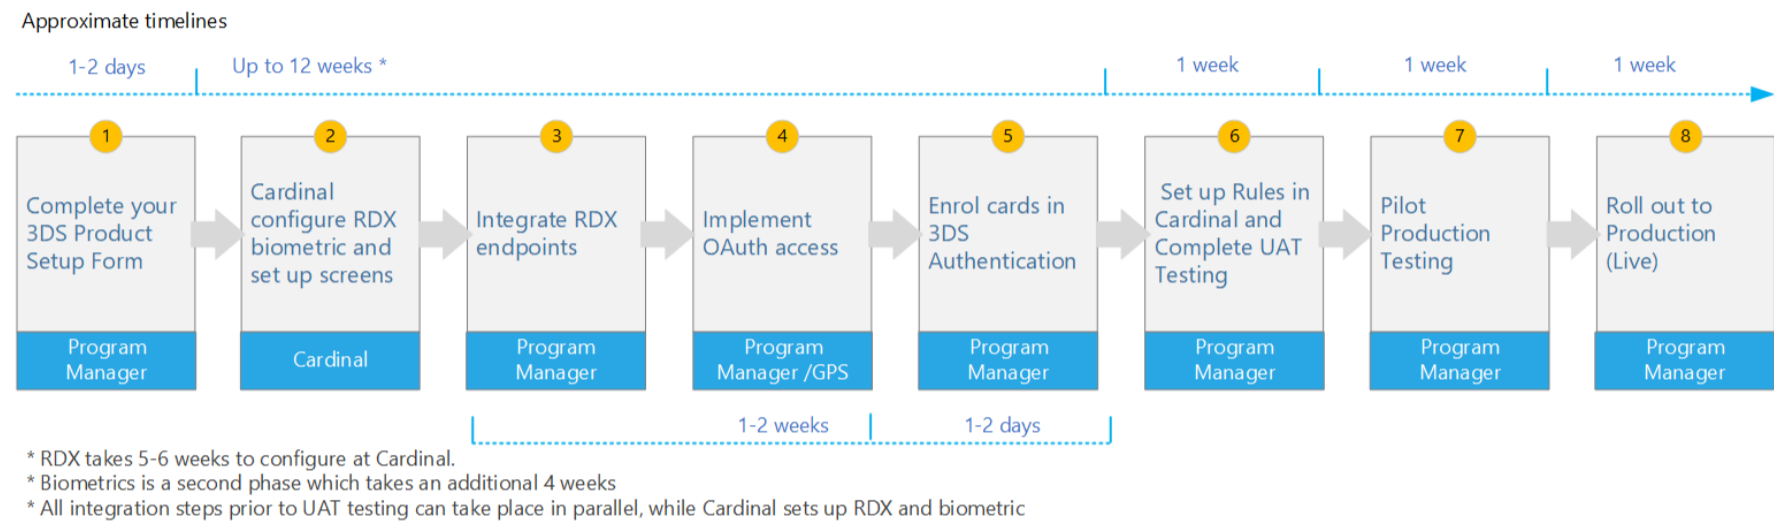 Approximate timelines
1-2 days
Up to 12 weeks *
1 week
1 week
1 week
1
2
3
4
5
6
7
8
Complete your
3DS Product
Setup Form
Cardinal
configure RDX
biometric and
set up screens
Integrate RDX
endpoints
Implement
OAuth access
Enrol cards in
3DS
Authentication
Set up Rules in
Cardinal and
Complete UAT
Testing
Pilot
Production
Testing
Roll out to
Production
(Live)
Program
Manager
Cardinal
Program
Manager
Program
Manager /GPS
Program
Manager
Program
Manager
Program
Manager
Program
Manager
1-2 weeks
1-2 days
* RDX takes 5-6 weeks to configure at Cardinal.
* Biometrics is a second phase which takes an additional 4 weeks
* All integration steps prior to UAT testing can take place in parallel, while Cardinal sets up RDX and biometric